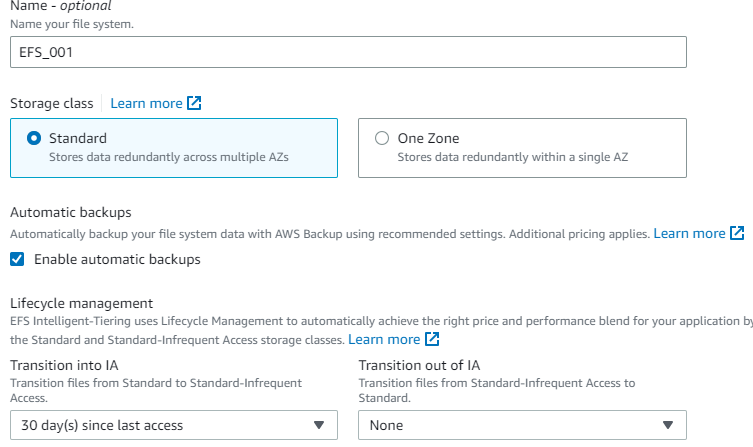 Name - optional
Name your file system.
EFS_001
Storage class
Learn more
Standard
Stores data redundantly across multiple AZs
One Zone
Stores data redundantly within a single AZ
Automatic backups
Automatically backup your file system data with AWS Backup using recommended settings. Additional pricing applies. Learn more
Enable automatic backups
Lifecycle management
EFS Intelligent-Tiering uses Lifecycle Management to automatically achieve the right price and performance blend for your application by
the Standard and Standard-Infrequent Access storage classes. Learn more
Transition into IA
Transition files from Standard to Standard-Infrequent
Access.
30 day(s) since last access
Transition out of IA
Transition files from Standard-Infrequent Access to
Standard.
None